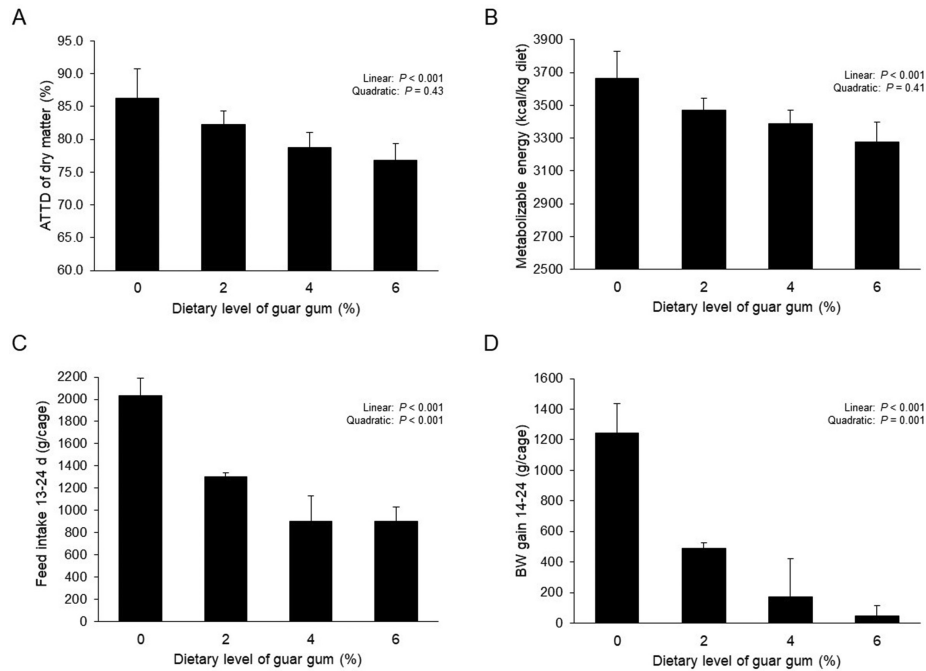 A
ATTD of dry matter (%)
95.0
90.0
85.0
80.0
75.0
70.0
65.0
60.0
Linear: P < 0.001
Quadratic: P = 0.43
0 2 4 6
Dietary level of guar gum (%)
B
Metabolizable energy (kcal/kg diet)
3900
3700
3500
3300
3100
2900
2700
2500
Linear: P < 0.001
Quadratic: P = 0.41
0 2 4 6
Dietary level of guar gum (%)
C
Feed intake 13-24 d (g/cage)
2200
2000
1800
1600
1400
1200
1000
800
600
400
200
0
Linear: P < 0.001
Quadratic: P < 0.001
0 2 4 6
Dietary level of guar gum (%)
D
BW gain 14-24 (g/cage)
1600
1400
1200
1000
800
600
400
200
0
Linear: P < 0.001
Quadratic: P = 0.001
0 2 4 6
Dietary level of guar gum (%)